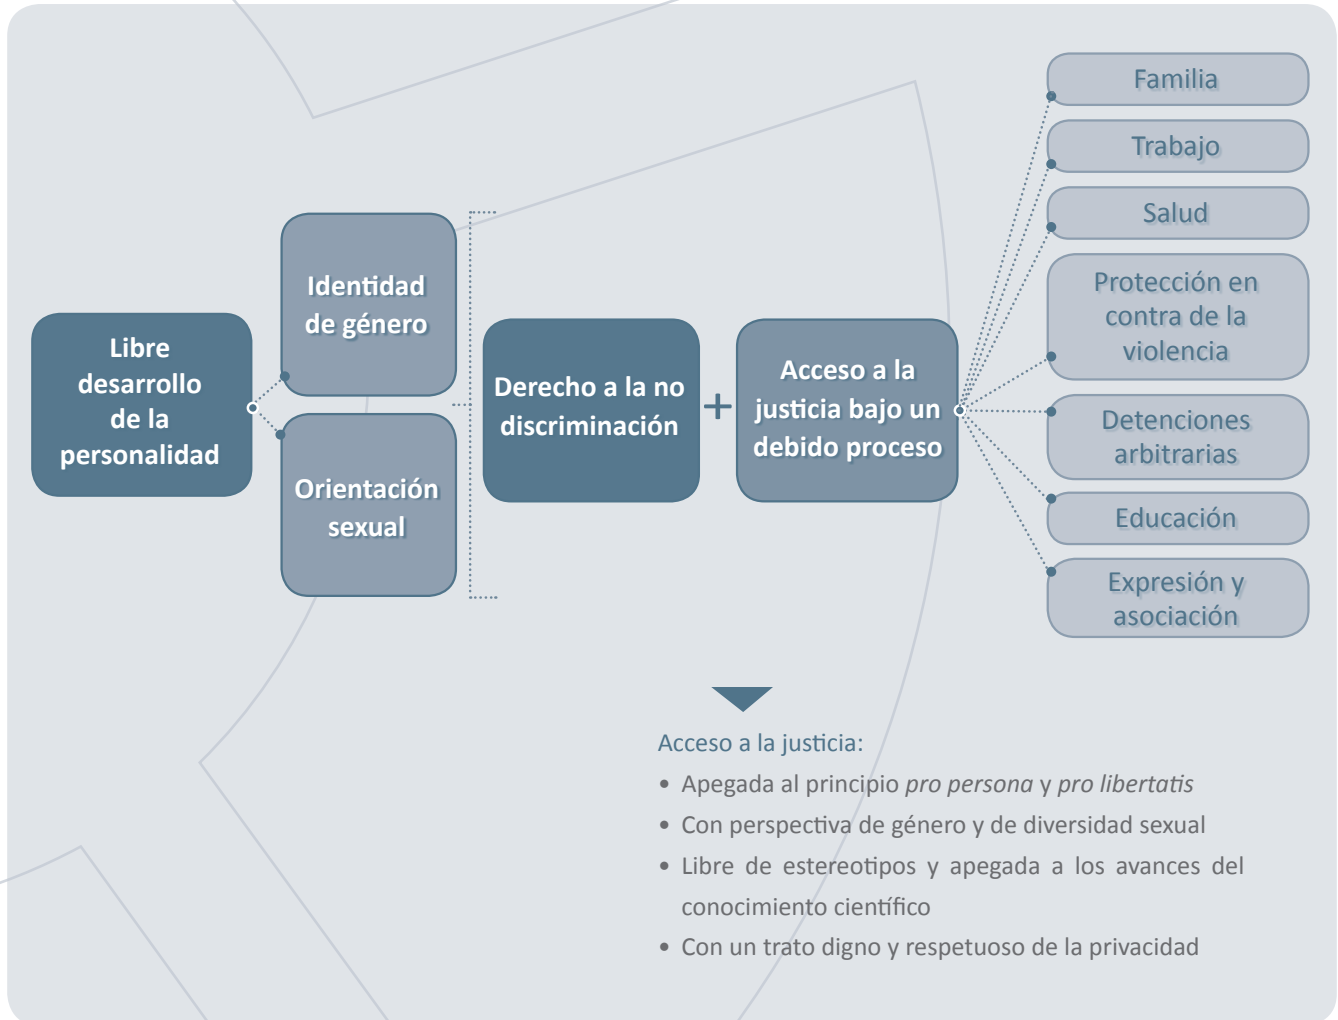 Libre
desarrollo
de la
personalidad
Identidad
de género
Orientación
sexual
Derecho a la no
discriminación
+
Acceso a la
justicia bajo un
debido proceso
Familia
Trabajo
Salud
Protección en
contra de la
violencia
Detenciones
arbitrarias
Educación
Expresión y
asociación
Acceso a la justicia:
• Apegada al principio pro persona y pro libertatis
• Con perspectiva de género y de diversidad sexual
• Libre de estereotipos y apegada a los avances del
conocimiento científico
• Con un trato digno y respetuoso de la privacidad